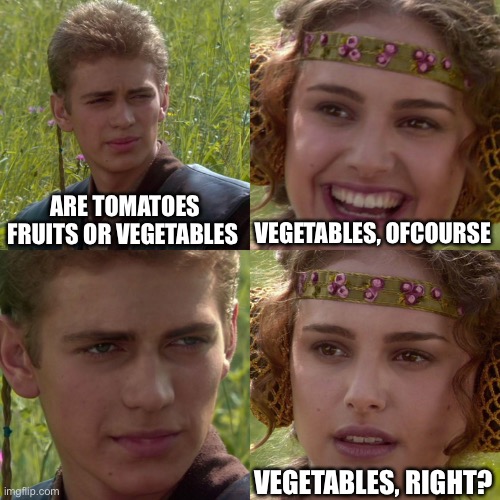 ARE TOMATOES
FRUITS OR VEGETABLES
VEGETABLES, OFCOURSE
VEGETABLES, RIGHT?
imgflip.com